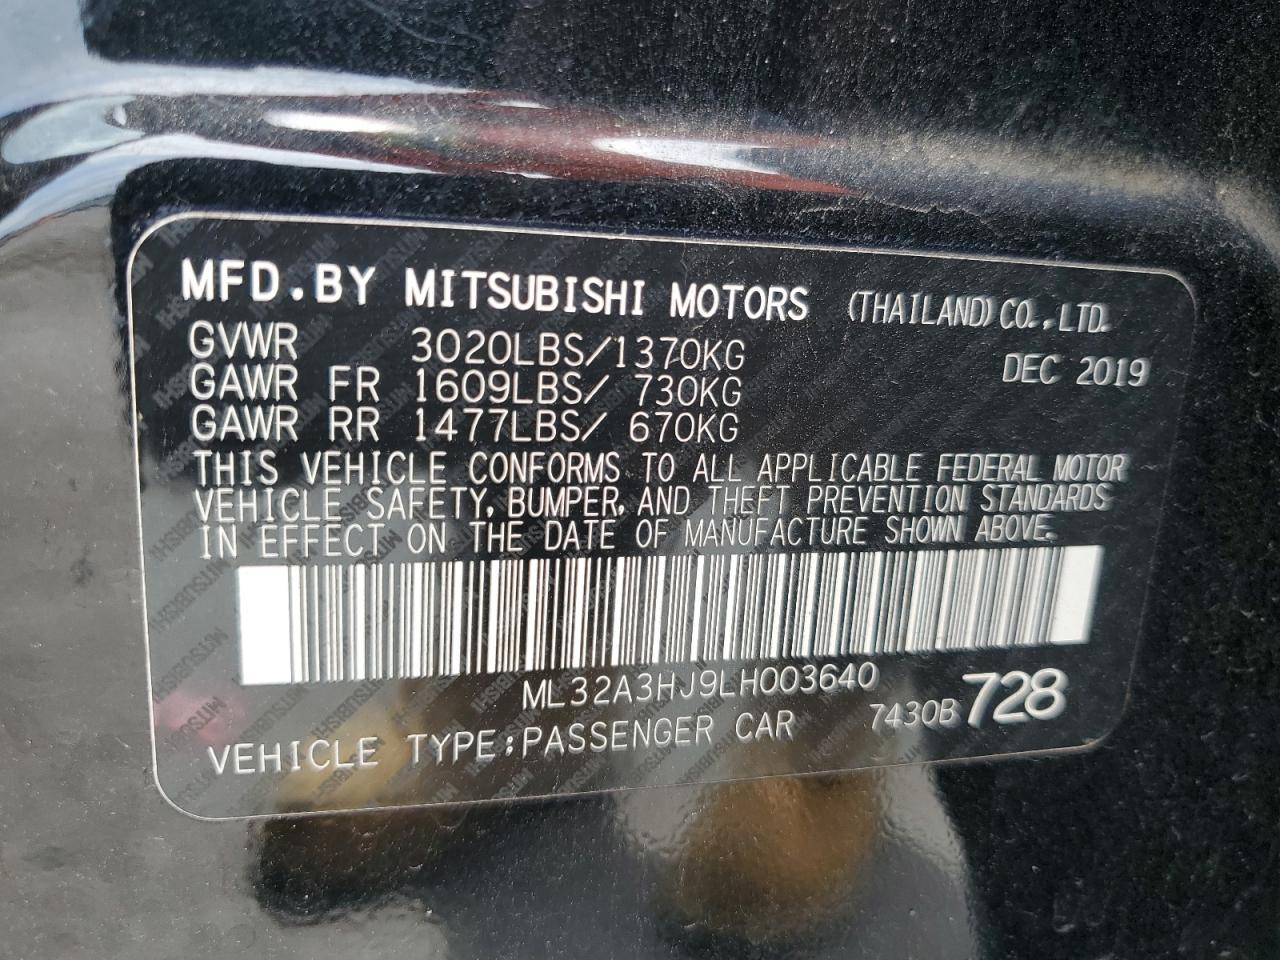 MFD.BY MITSUBISHI MOTORS (THAILAND)CO.,LTD.
GVWR 3020LBS/1370KG DEC 2019
GAWR FR 1609LBS/ 730KG
GAWR RR 1477LBS/ 670KG
THIS VEHICLE CONFORMS TO ALL APPLICABLE FEDERAL MOTOR
VEHICLE SAFETY, BUMPER, AND THEFT PREVENTION STANDARDS
IN EFFECT ON THE DATE OF MANUFACTURE SHOWN ABOVE.
ML32A3HJ9LH003640
VEHICLE TYPE:PASSENGER CAR 7430B 728